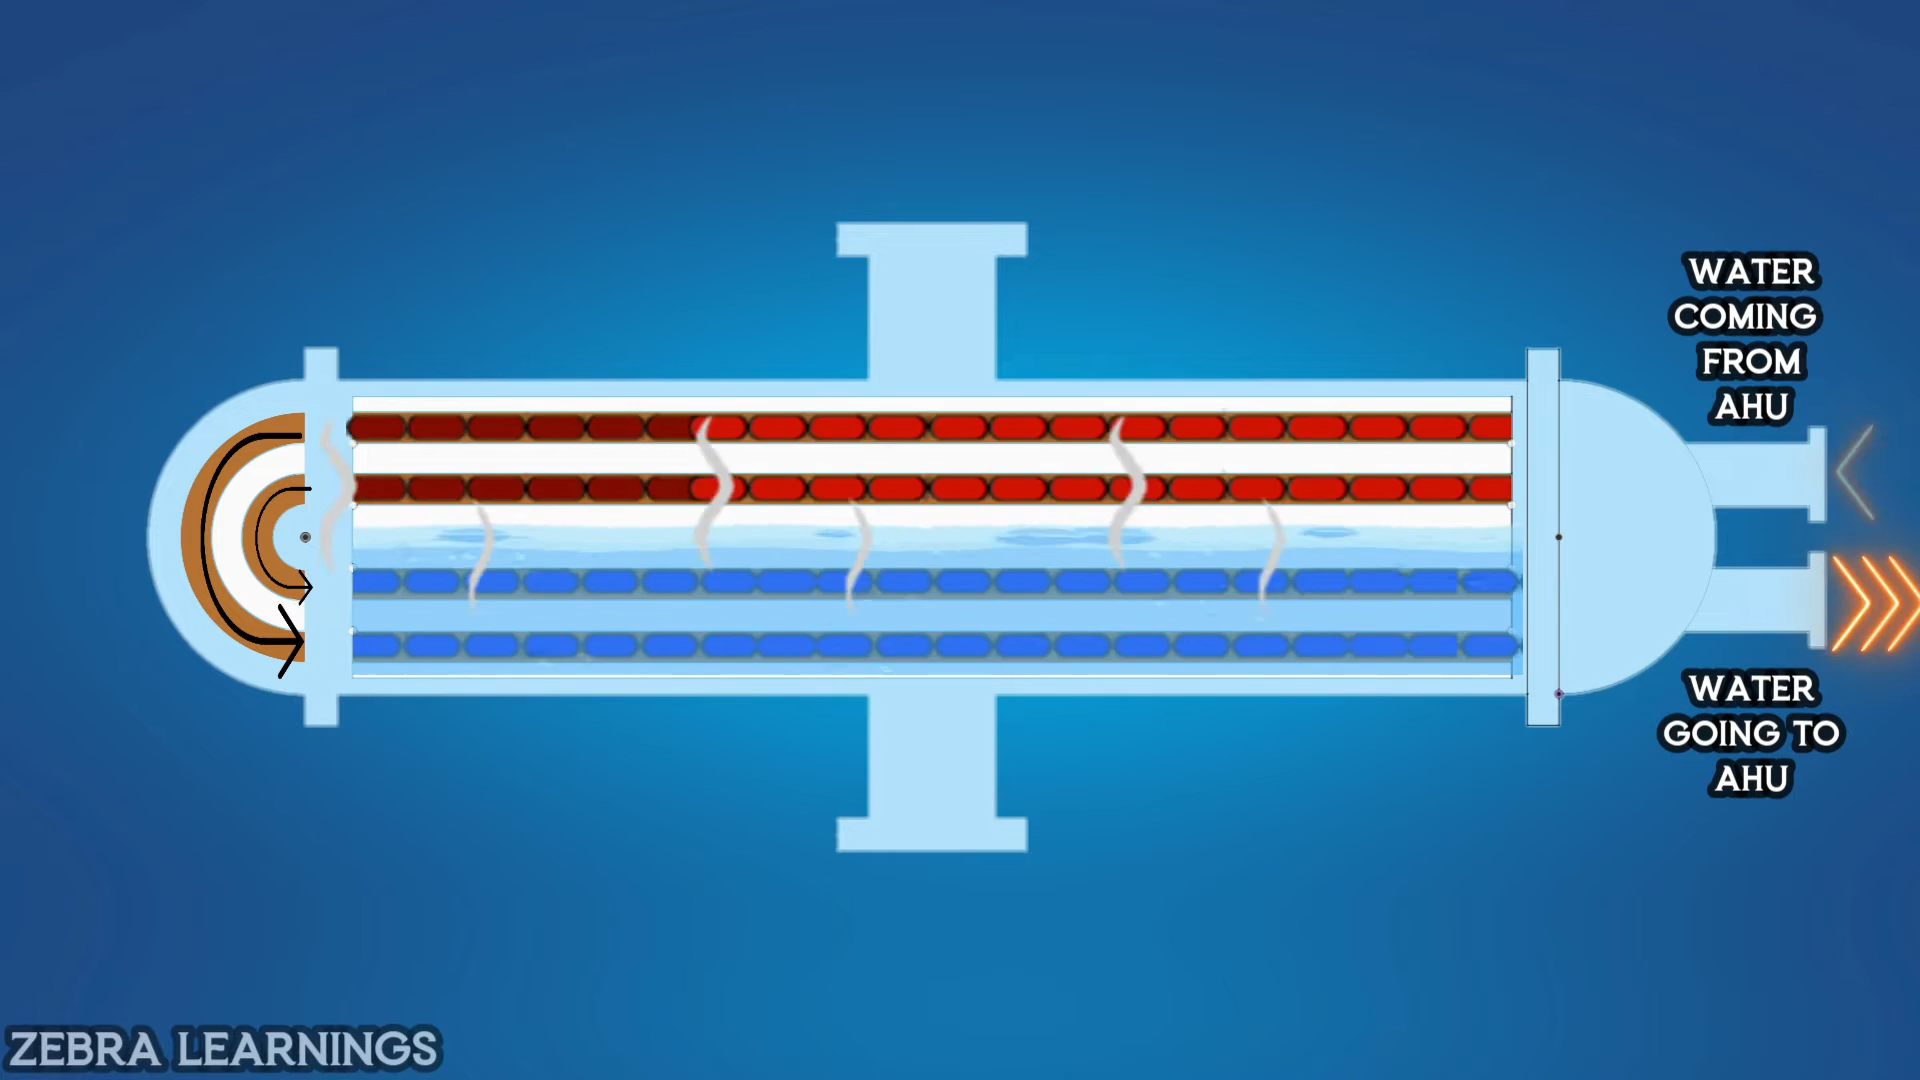 WATER
COMING
FROM
AHU
WATER
GOING TO
AHU
ZEBRA LEARNINGS